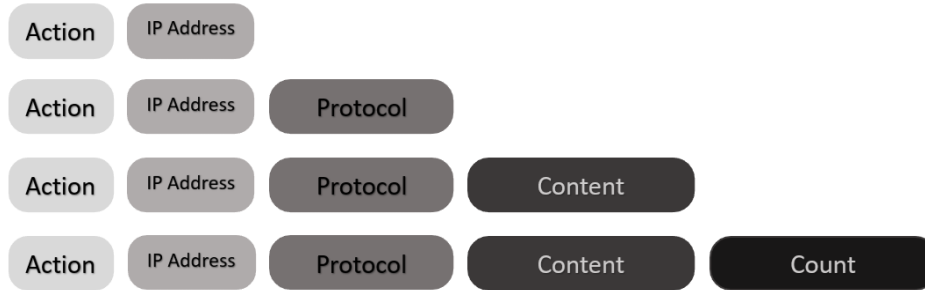 Action IP Address
Action IP Address Protocol
Action IP Address Protocol Content
Action IP Address Protocol Content Count